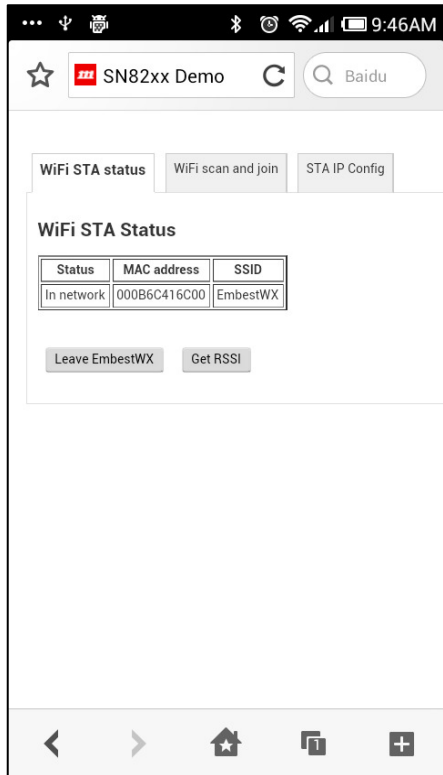 9:46AM
m SN82xx Demo Baidu
WiFi STA status WiFi scan and join STA IP Config
WiFi STA Status
Status MAC address SSID
In network 000B6C416C00 EmbestWX
Leave EmbestWX Get RSSI
1